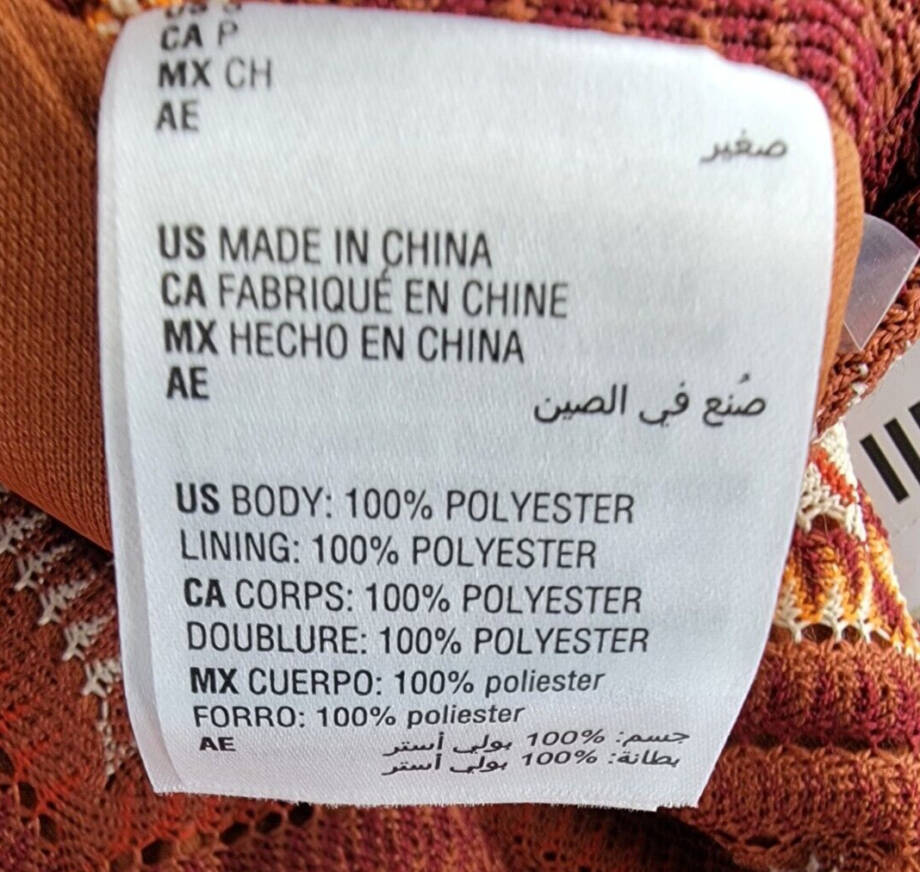 US S
CA P
MX CH
AE
صغير
US MADE IN CHINA
CA FABRIQUÉ EN CHINE
MX HECHO EN CHINA
AE
صُنع في الصين
US BODY: 100% POLYESTER
LINING: 100% POLYESTER
CA CORPS: 100% POLYESTER
DOUBLURE: 100% POLYESTER
MX CUERPO: 100% poliester
FORRO: 100% poliester
AE
جسم: %100 بولي أستر
بطانة: %100 بولي أستر